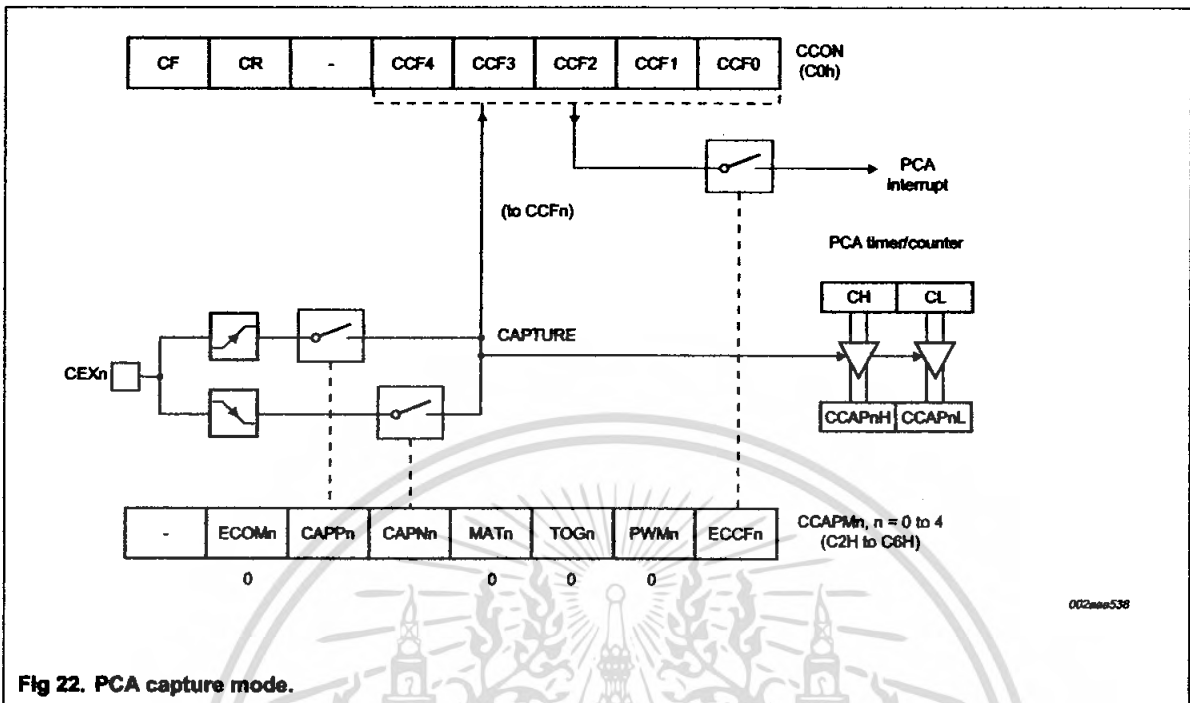 CF CR - CCF4 CCF3 CCF2 CCF1 CCF0
CCON
(C0h)
PCA
interrupt
(to CCFn)
PCA timer/counter
CH CL
CAPTURE
CEXn
CCAPnH CCAPnL
- ECOMn CAPPn CAPNn MATn TOGn PWMn ECCFn
CCAPMn, n = 0 to 4
(C2H to C6H)
0 0 0 0
002aaa538
Fig 22. PCA capture mode.